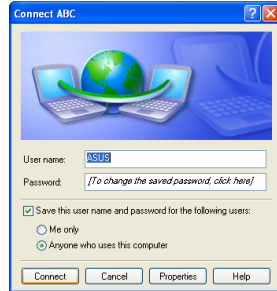 Connect ABC
User name: ASUS
Password: [To change the saved password, click here]
Save this user name and password for the following users:
Me only
Anyone who uses this computer
Connect Cancel Properties Help